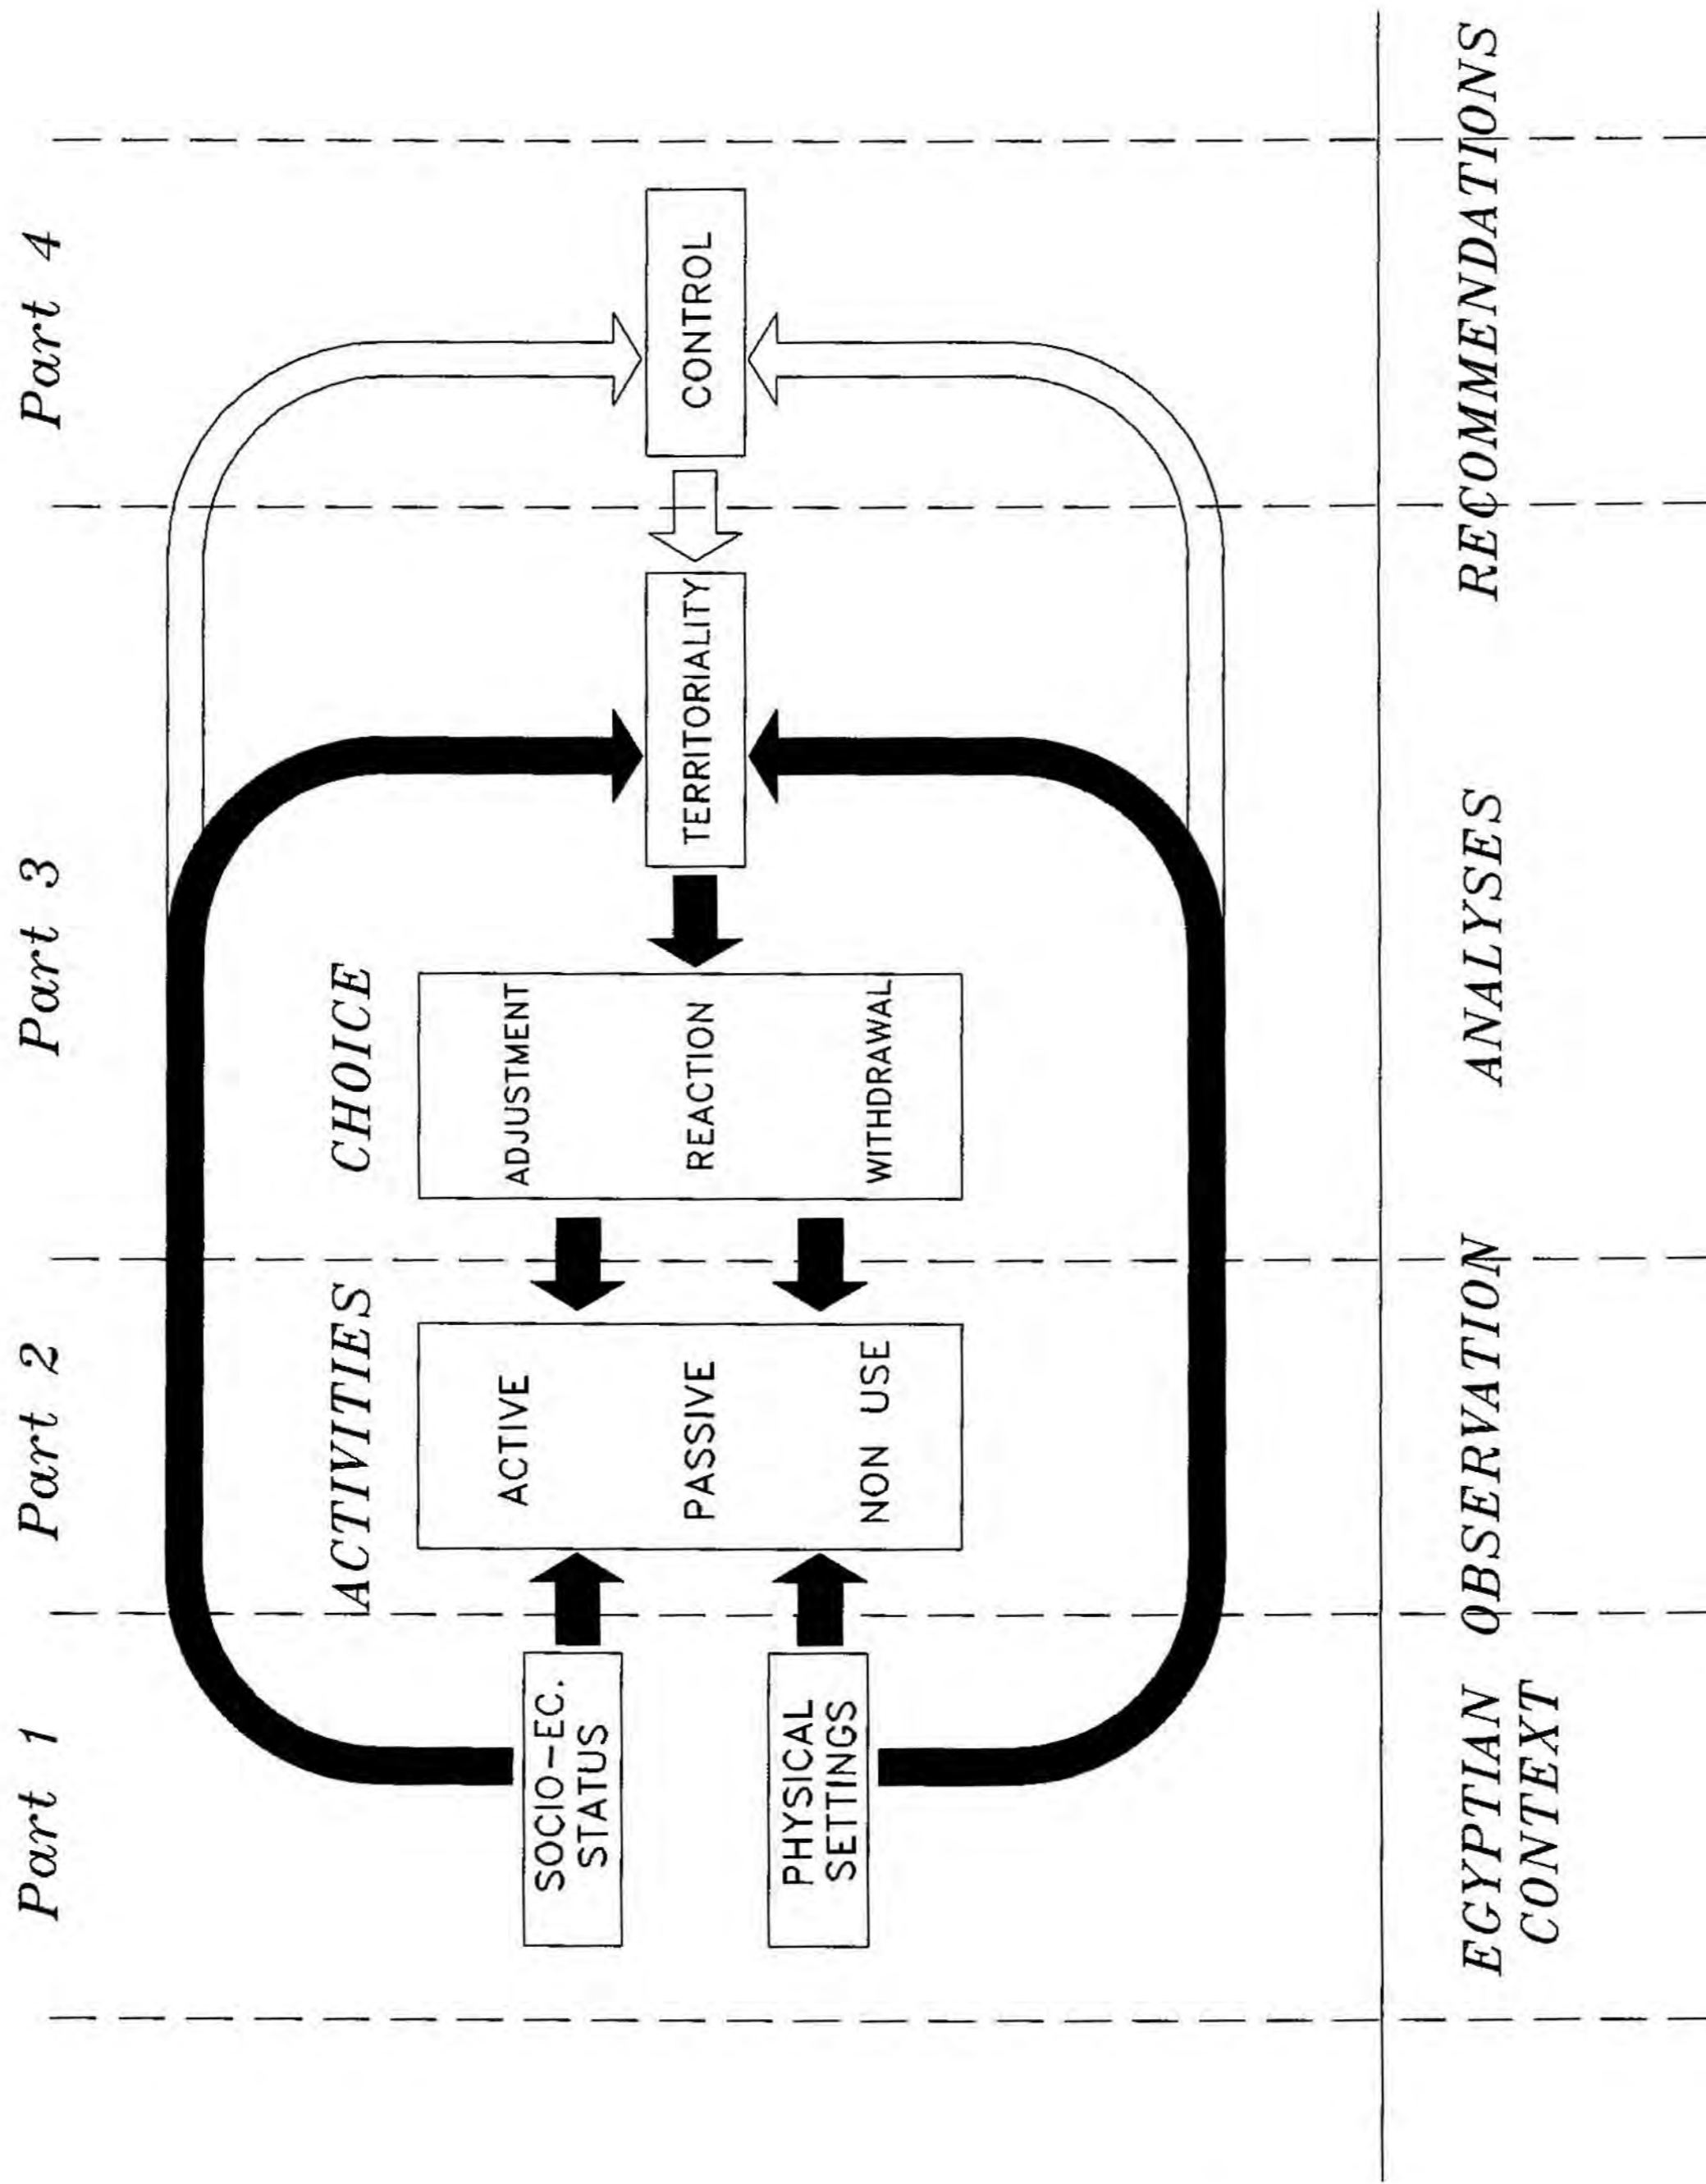 Part 1
Part 2
Part 3
Part 4
ACTIVITIES
CHOICE
SOCIO-EC.
STATUS
PHYSICAL
SETTINGS
ACTIVE
PASSIVE
NON USE
ADJUSTMENT
REACTION
WITHDRAWAL
TERRITORIALITY
CONTROL
EGYPTIAN
CONTEXT
OBSERVATION
ANALYSES
RECOMMENDATIONS